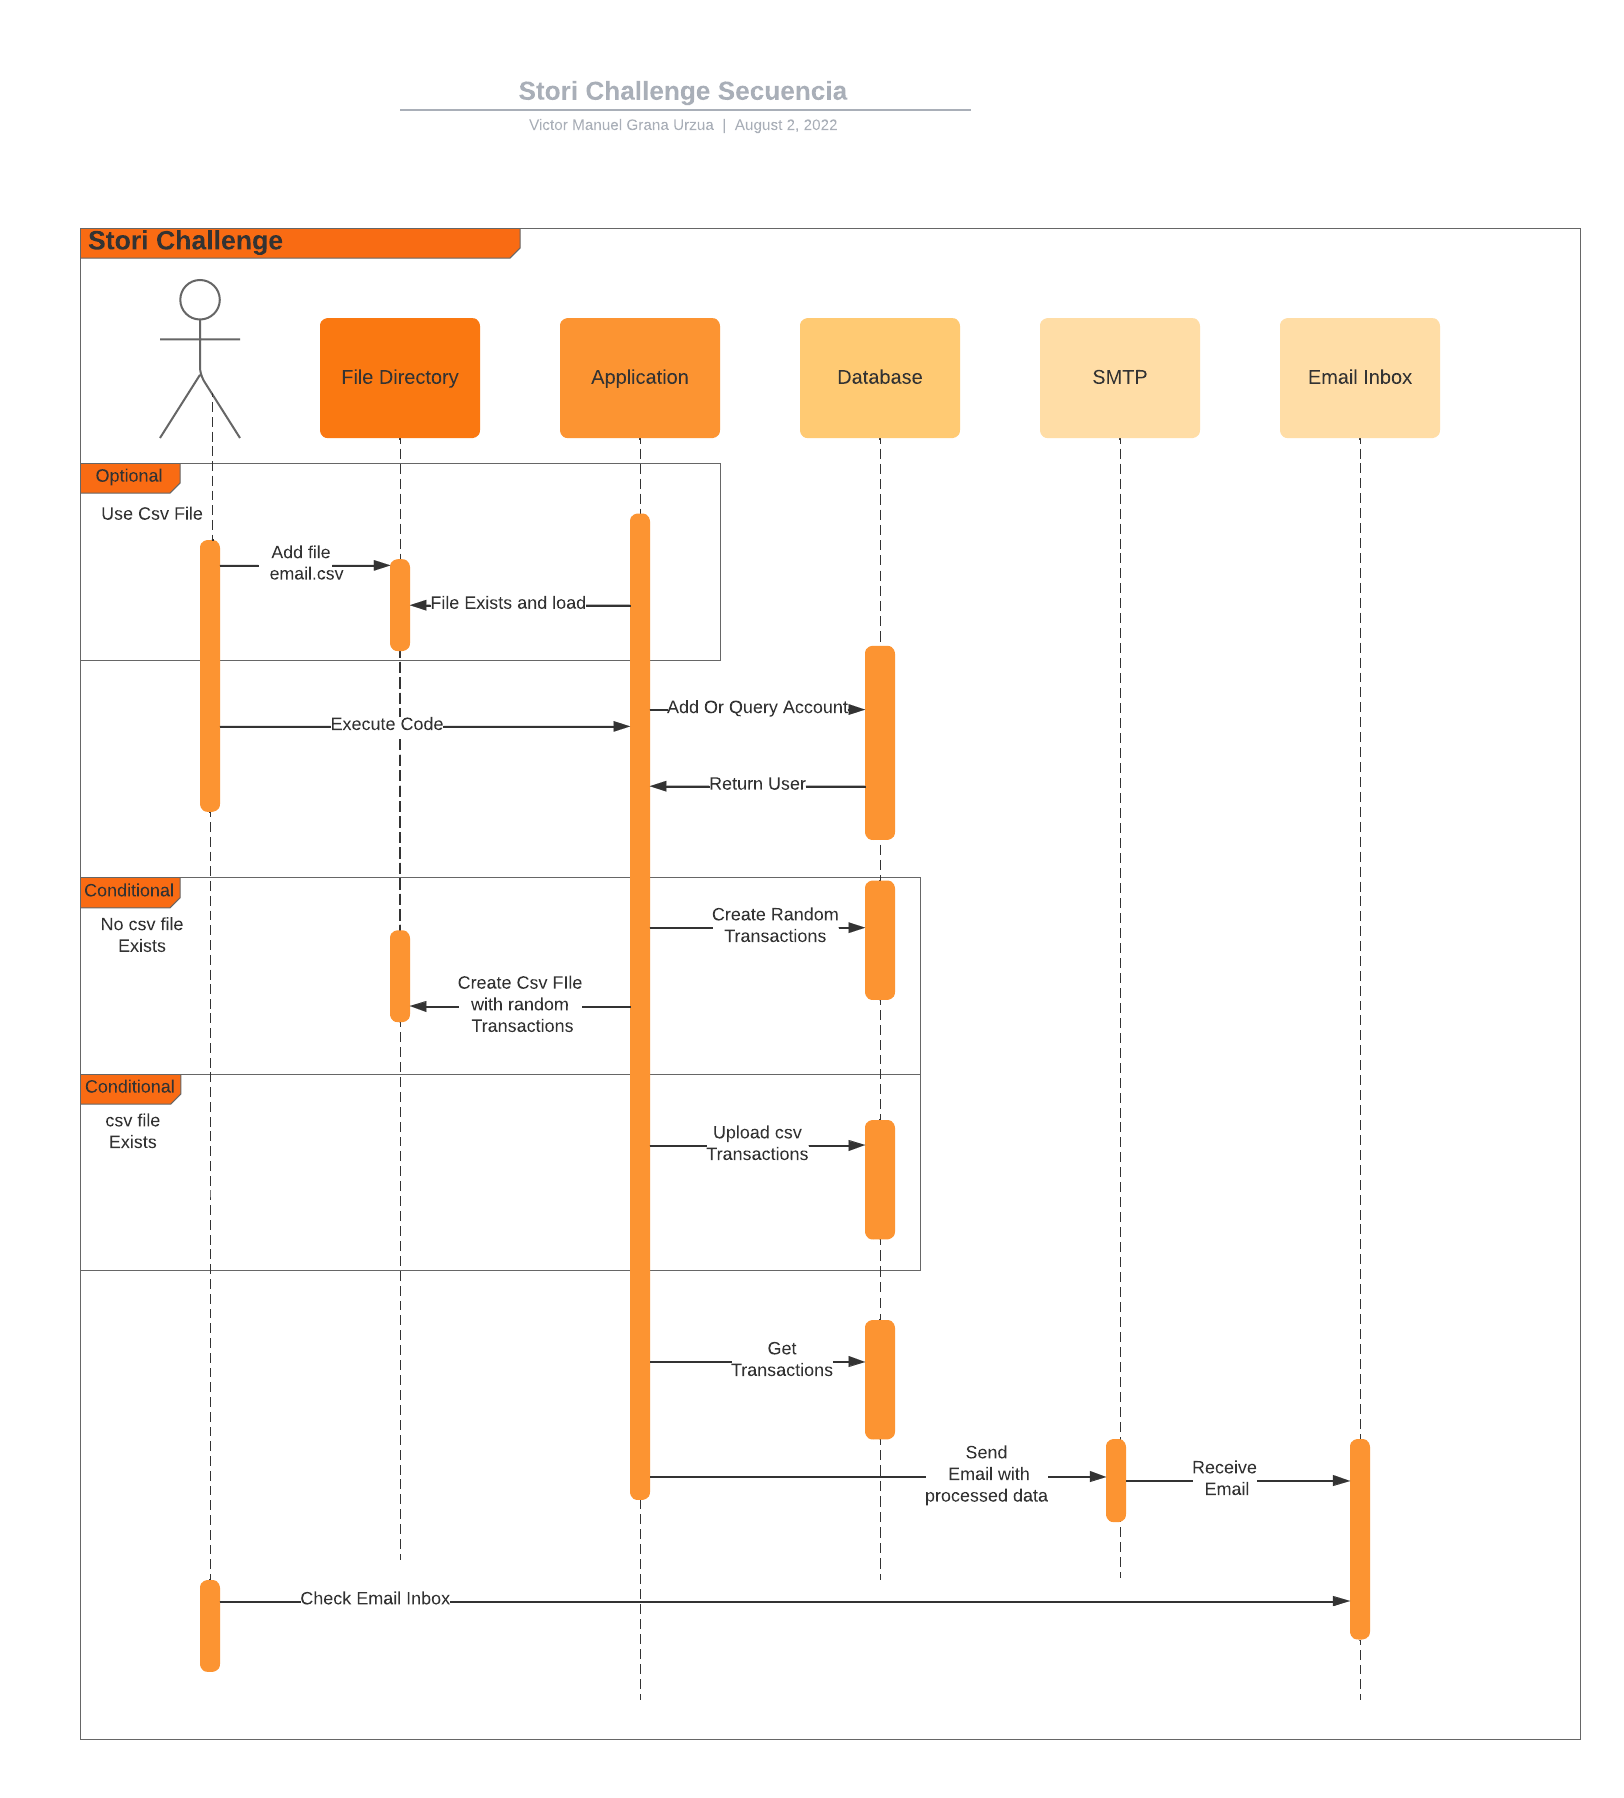 Stori Challenge Secuencia
Victor Manuel Grana Urzua | August 2, 2022
Stori Challenge
File Directory
Application
Database
SMTP
Email Inbox
Optional
Use Csv File
Add file
email.csv
File Exists and load
Add Or Query Account
Execute Code
Return User
Conditional
No csv file
Exists
Create Random
Transactions
Create Csv FIle
with random
Transactions
Conditional
csv file
Exists
Upload csv
Transactions
Get
Transactions
Send
Email with
processed data
Receive
Email
Check Email Inbox